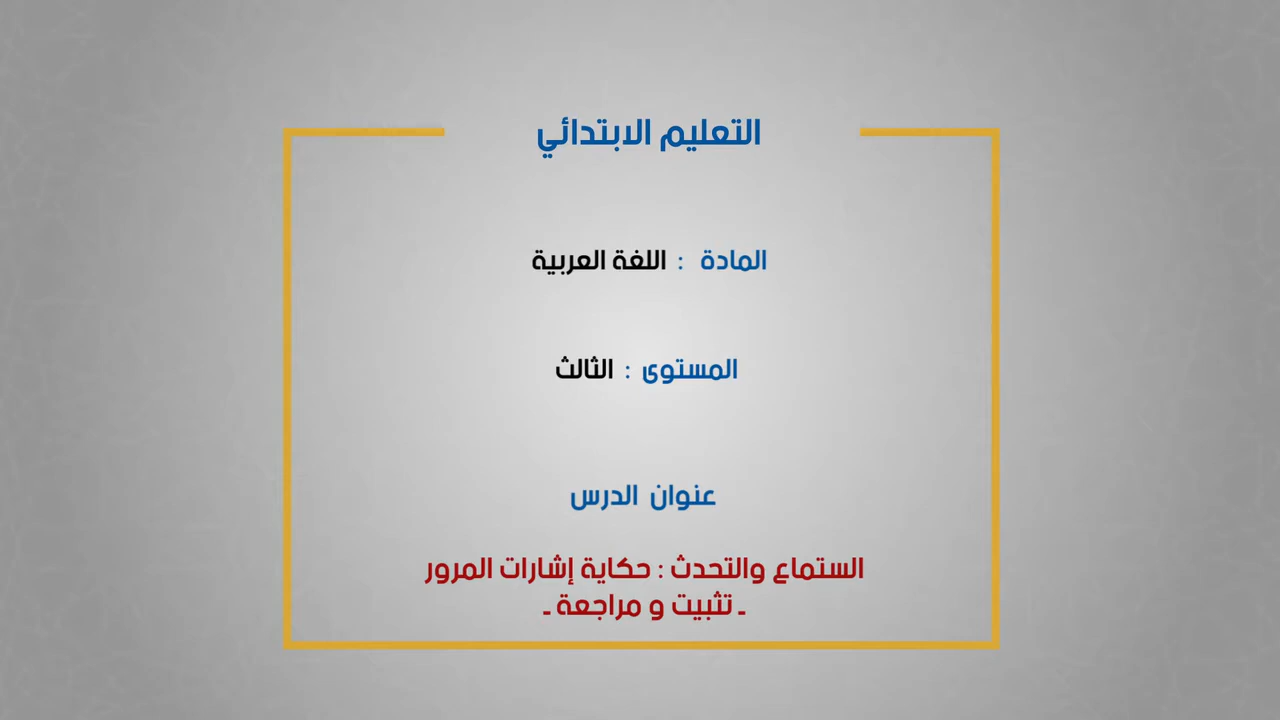 التعليم الابتدائي
المادة : اللغة العربية
المستوى : الثالث
عنوان الدرس
الستماع والتحدث : حكاية إشارات المرور
ـ تثبيت و مراجعة ـ